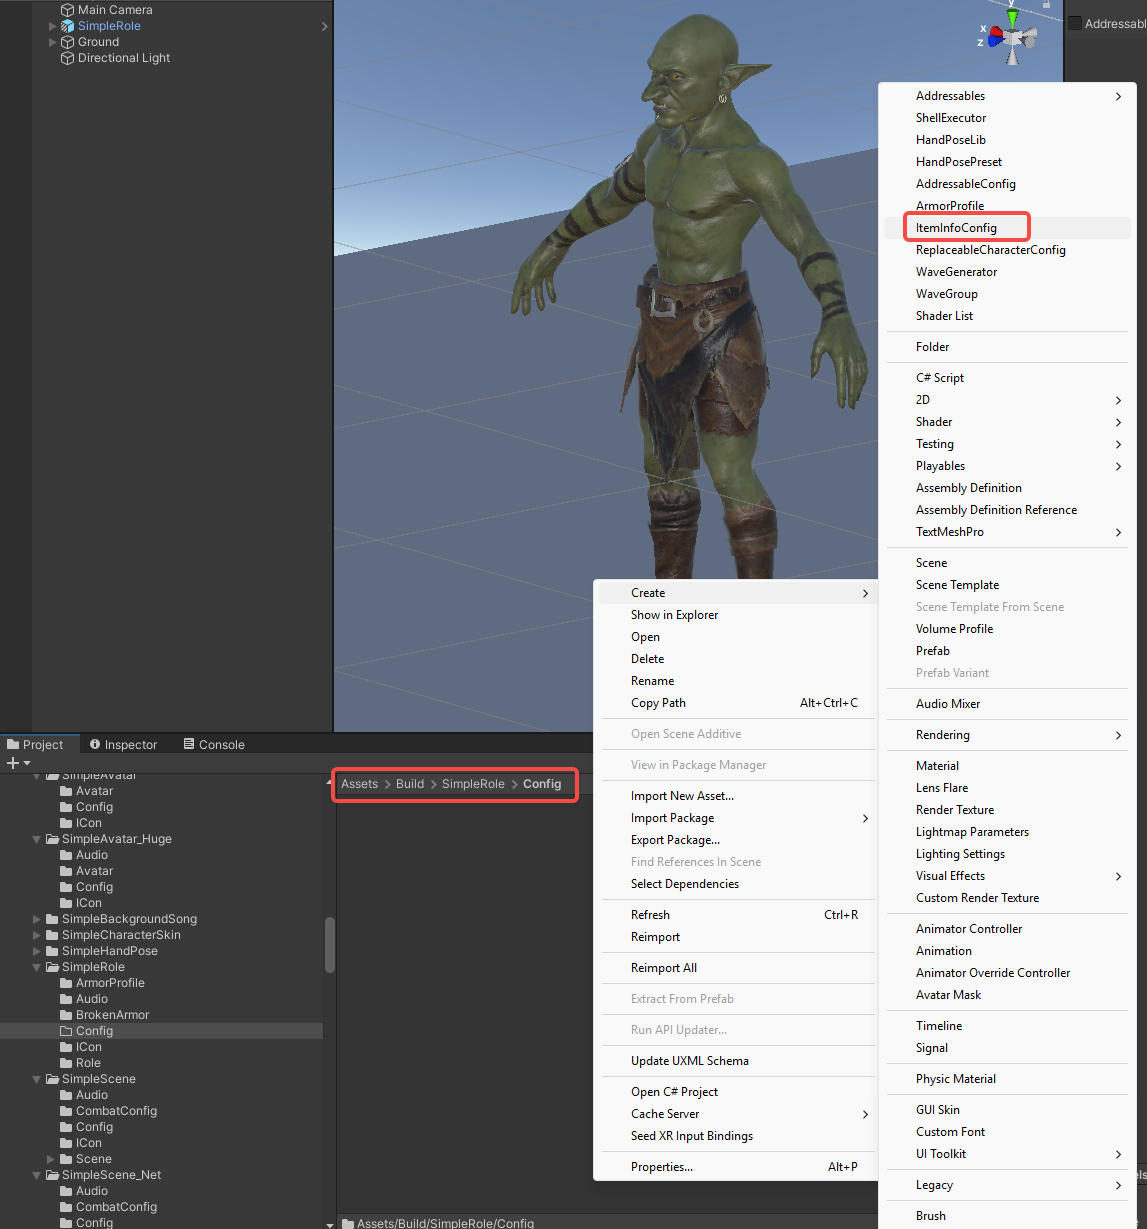 Main Camera
SimpleRole
Ground
Directional Light
y
x
z
Addressabl
Addressables
ShellExecutor
HandPoseLib
HandPosePreset
AddressableConfig
ArmorProfile
ItemInfoConfig
ReplaceableCharacterConfig
WaveGenerator
WaveGroup
Shader List
Folder
C# Script
2D
Shader
Testing
Playables
Assembly Definition
Assembly Definition Reference
TextMeshPro
Scene
Scene Template
Scene Template From Scene
Volume Profile
Prefab
Prefab Variant
Audio Mixer
Rendering
Material
Lens Flare
Render Texture
Lightmap Parameters
Lighting Settings
Visual Effects
Custom Render Texture
Animator Controller
Animation
Animator Override Controller
Avatar Mask
Timeline
Signal
Physic Material
GUI Skin
Custom Font
UI Toolkit
Legacy
Brush
Create
Show in Explorer
Open
Delete
Rename
Copy Path Alt+Ctrl+C
Open Scene Additive
View in Package Manager
Import New Asset...
Import Package
Export Package...
Find References In Scene
Select Dependencies
Refresh Ctrl+R
Reimport
Reimport All
Extract From Prefab
Run API Updater...
Update UXML Schema
Open C# Project
Cache Server
Seed XR Input Bindings
Properties... Alt+P
Project Inspector Console
SimpleAvatar
Avatar
Config
ICon
SimpleAvatar_Huge
Audio
Avatar
Config
ICon
SimpleBackgroundSong
SimpleCharacterSkin
SimpleHandPose
SimpleRole
ArmorProfile
Audio
BrokenArmor
Config
ICon
Role
SimpleScene
Audio
CombatConfig
Config
ICon
Scene
SimpleScene_Net
Audio
CombatConfig
Config
Assets > Build > SimpleRole > Config
Assets/Build/SimpleRole/Config
els